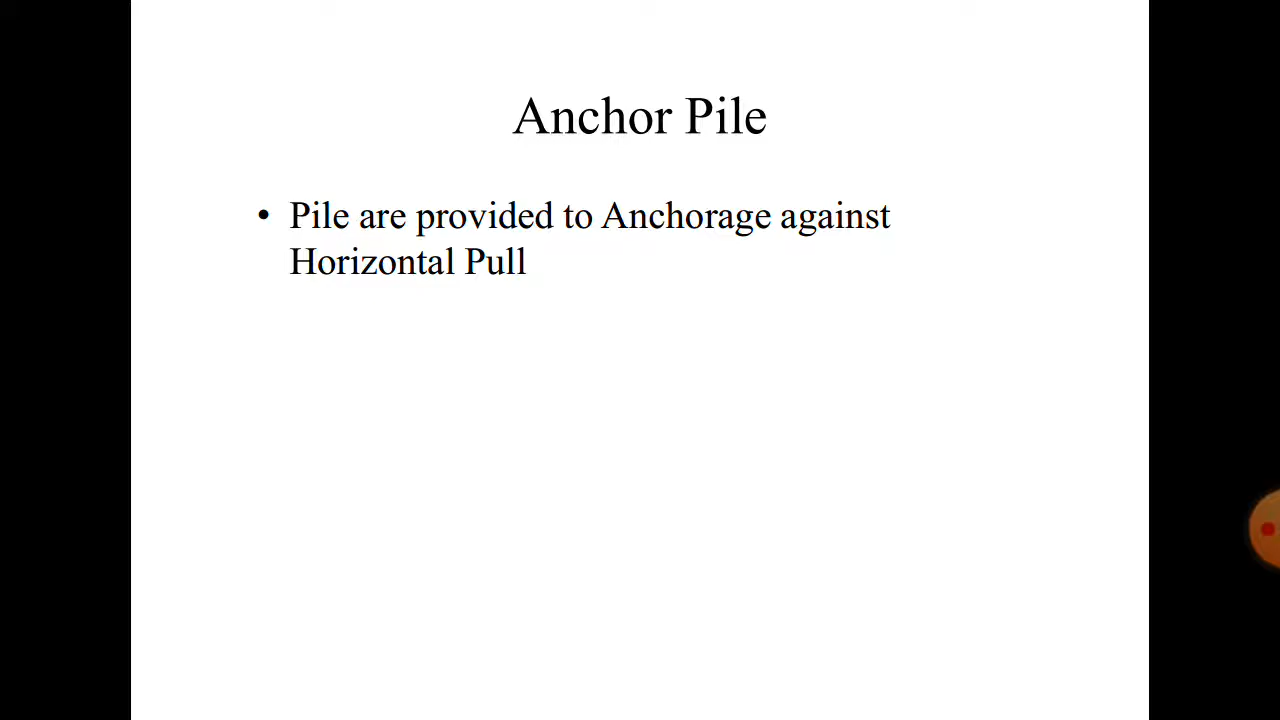 Anchor Pile
• Pile are provided to Anchorage against
Horizontal Pull